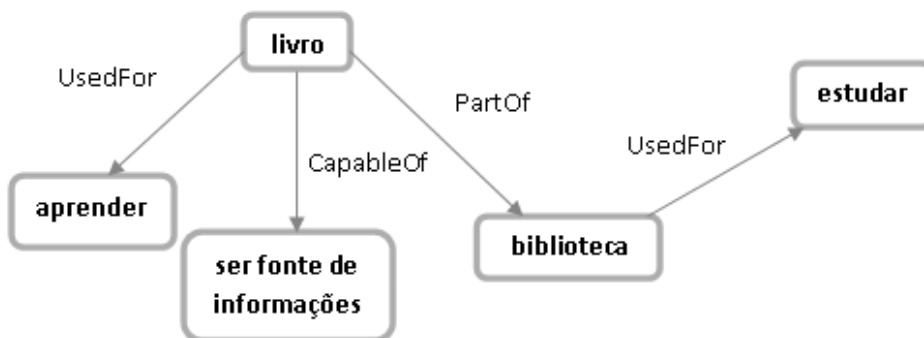 livro
UsedFor
PartOf
estudar
UsedFor
CapableOf
aprender
biblioteca
ser fonte de
informações